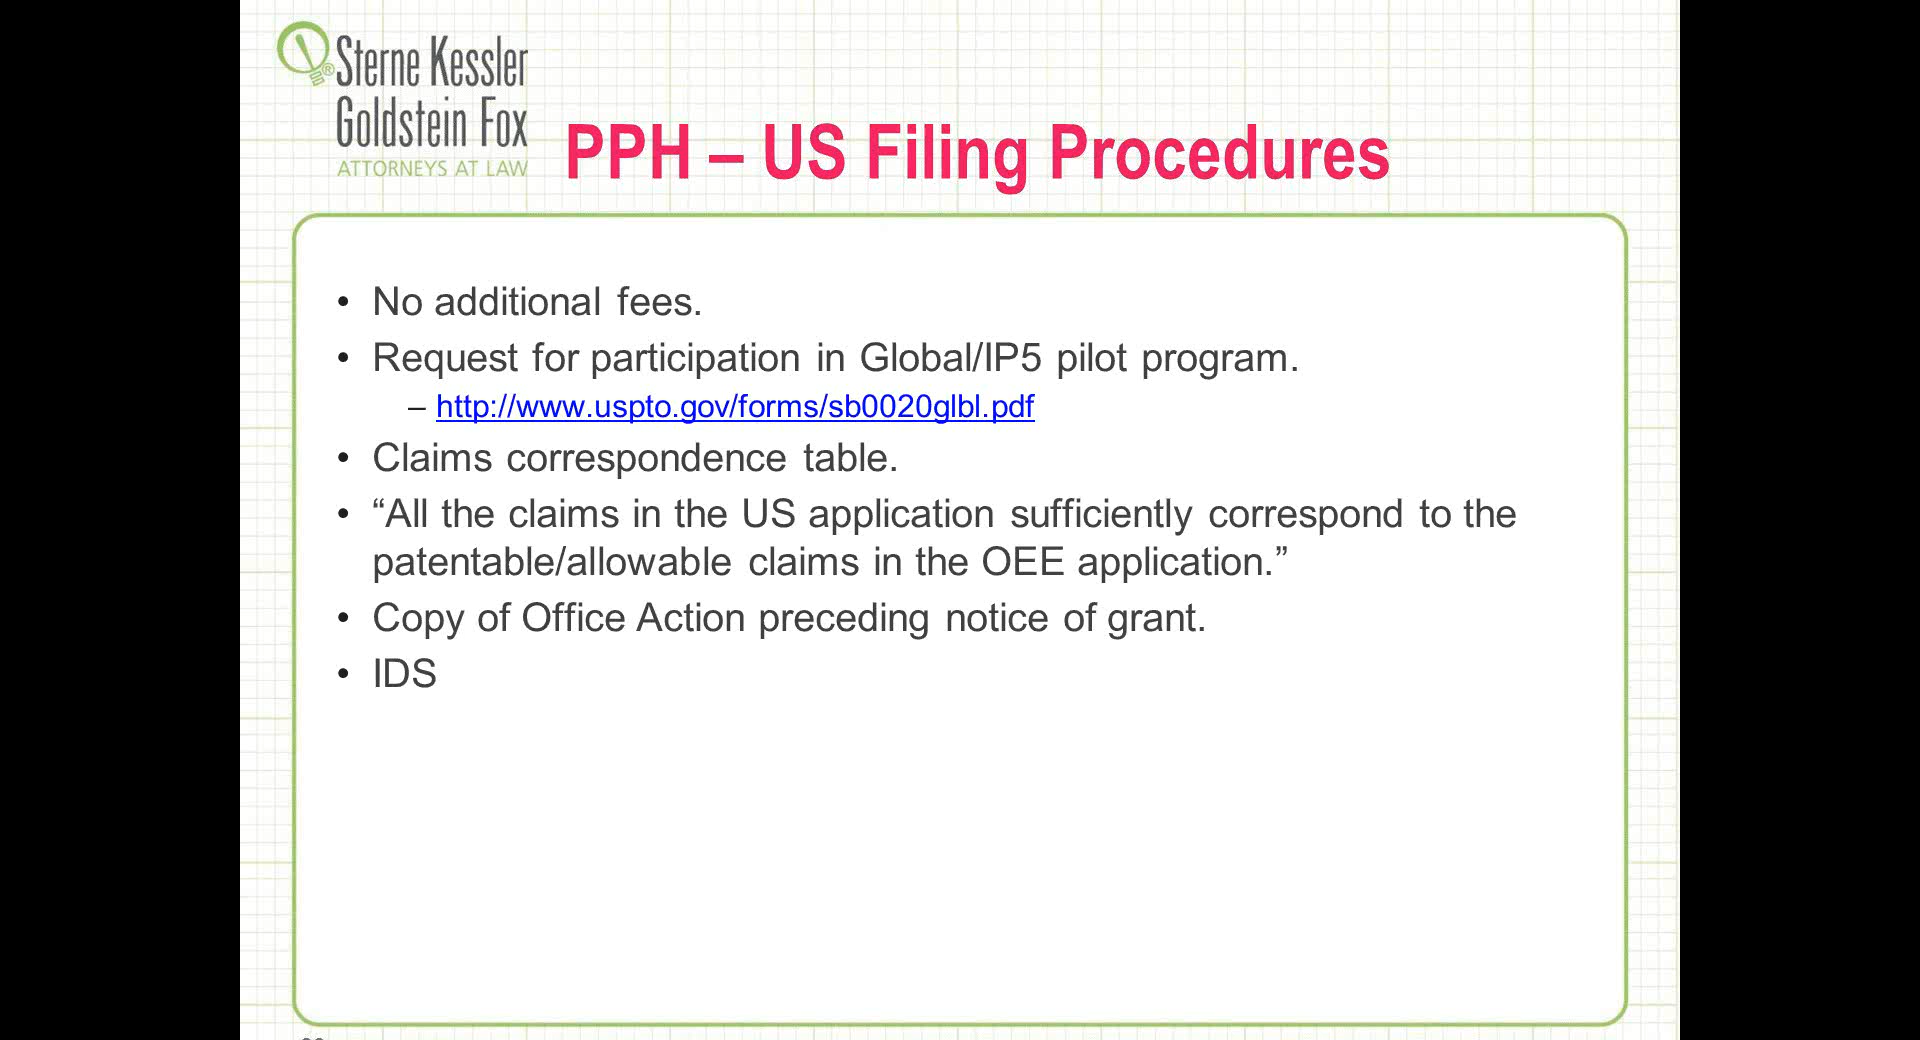 Sterne Kessler
Goldstein Fox
ATTORNEYS AT LAW
PPH – US Filing Procedures
• No additional fees.
• Request for participation in Global/IP5 pilot program.
– http://www.uspto.gov/forms/sb0020glbl.pdf
• Claims correspondence table.
• “All the claims in the US application sufficiently correspond to the
patentable/allowable claims in the OEE application.”
• Copy of Office Action preceding notice of grant.
• IDS